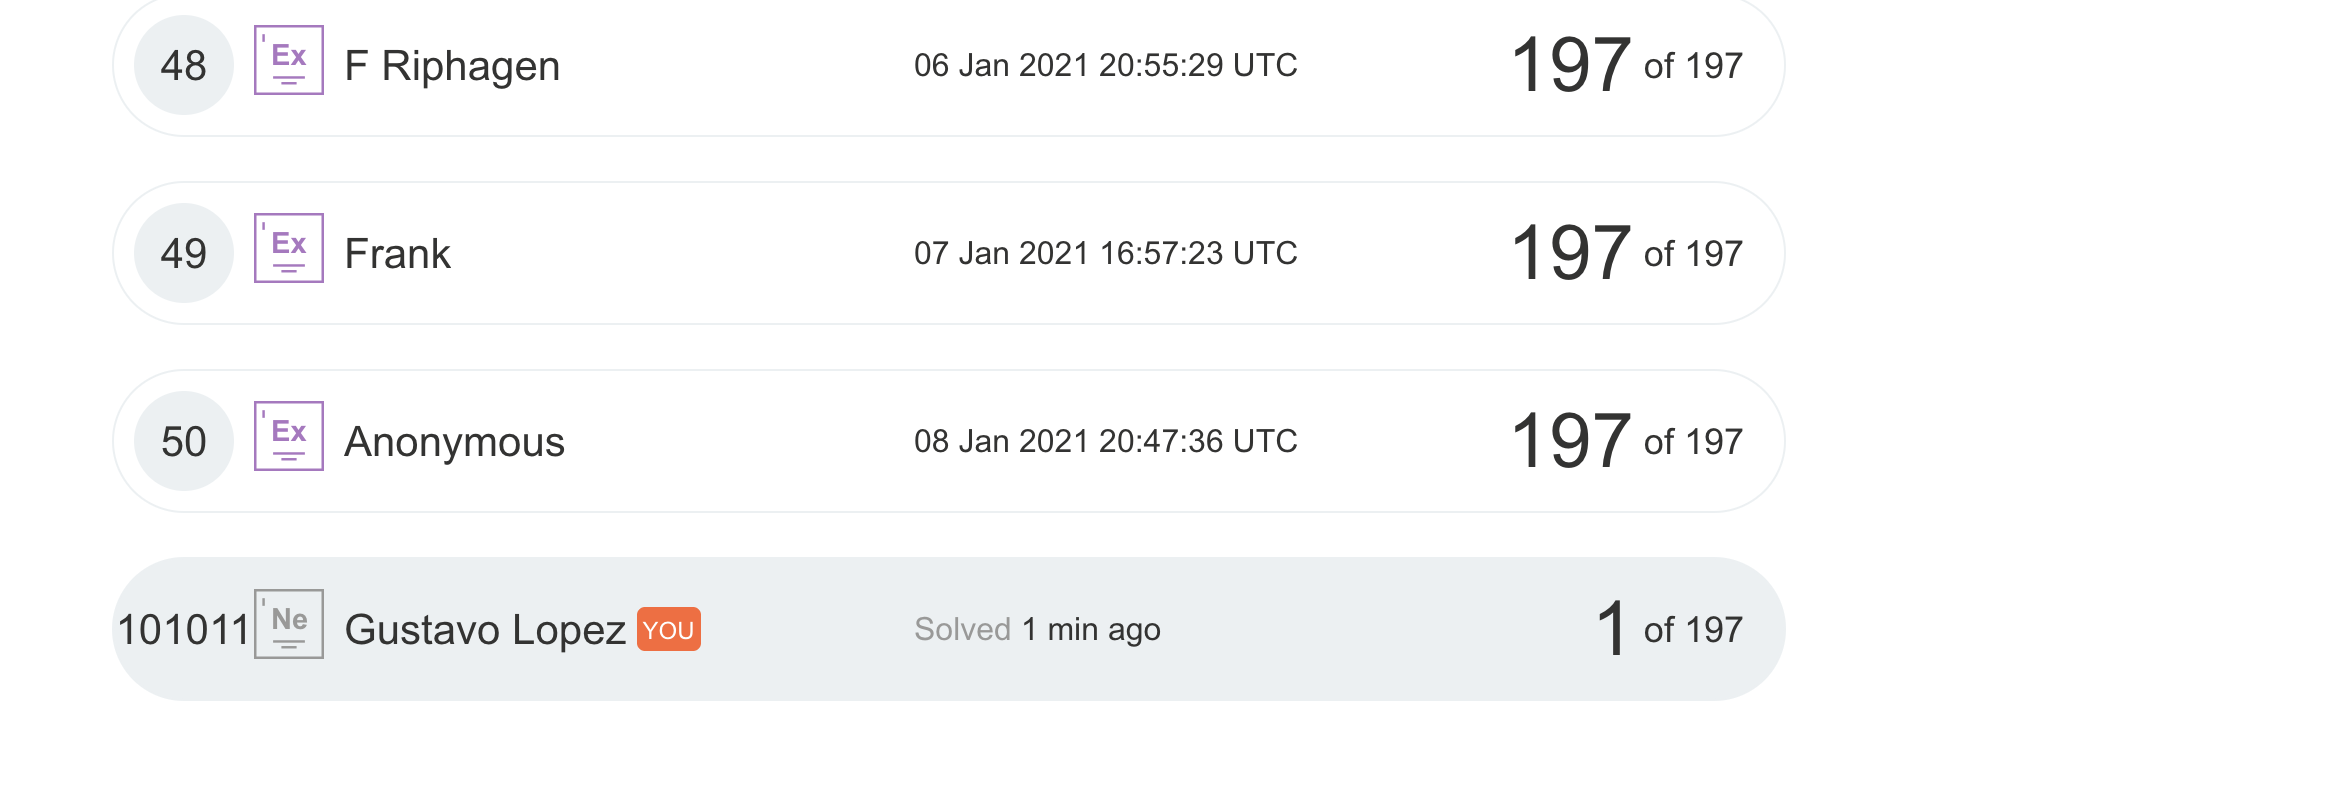 48 Ex F Riphagen 06 Jan 2021 20:55:29 UTC 197 of 197
49 Ex Frank 07 Jan 2021 16:57:23 UTC 197 of 197
50 Ex Anonymous 08 Jan 2021 20:47:36 UTC 197 of 197
101011 Ne Gustavo Lopez YOU Solved 1 min ago 1 of 197